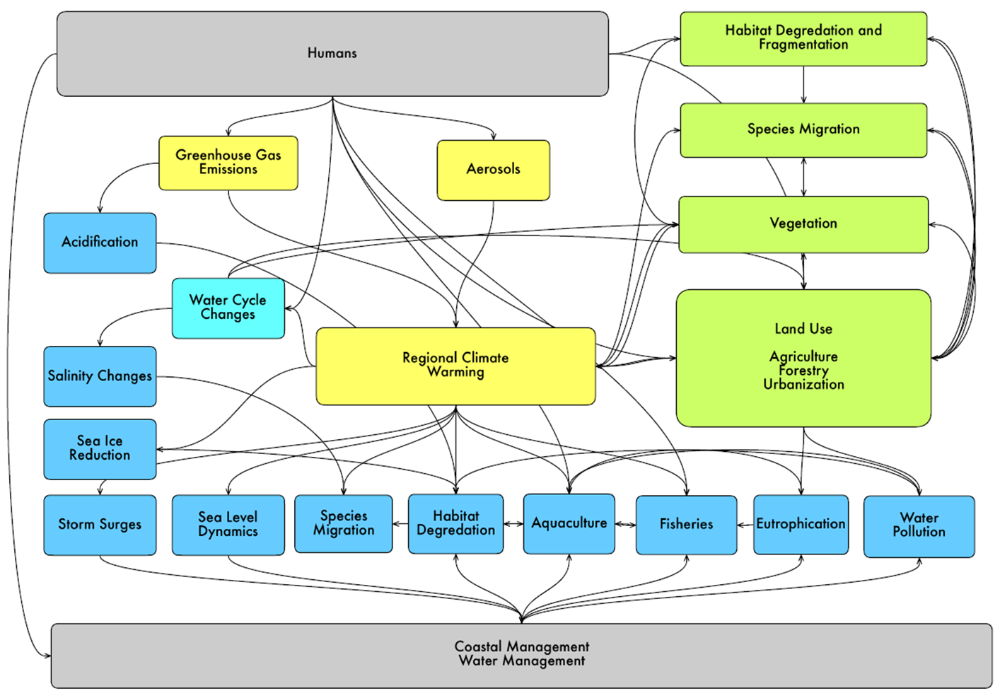 Humans
Habitat Degredation and
Fragmentation
Species Migration
Greenhouse Gas
Emissions
Aerosols
Vegetation
Acidification
Water Cycle
Changes
Land Use
Agriculture
Forestry
Urbanization
Regional Climate
Warming
Salinity Changes
Sea Ice
Reduction
Storm Surges
Sea Level
Dynamics
Species
Migration
Habitat
Degredation
Aquaculture
Fisheries
Eutrophication
Water
Pollution
Coastal Management
Water Management